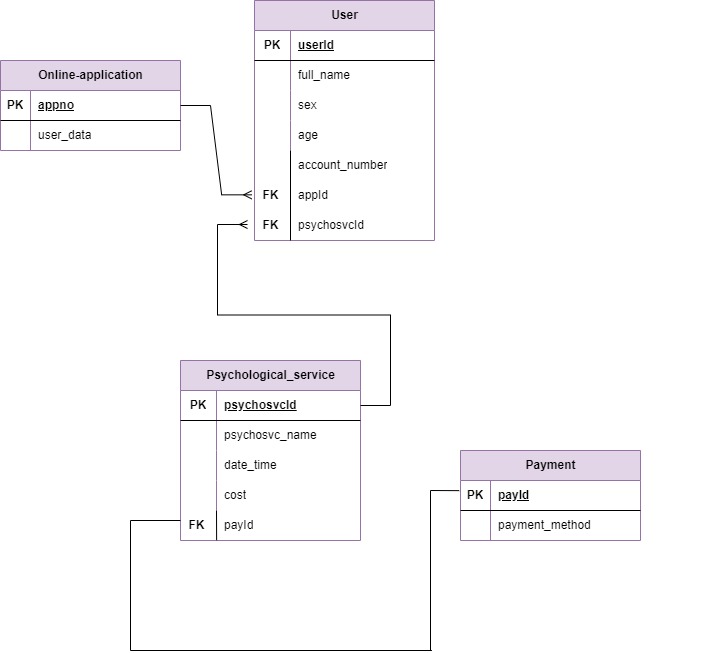 User
PK userId
full_name
sex
age
account_number
FK appId
FK psychosvcId
Online-application
PK appno
user_data
Psychological_service
PK psychosvcId
psychosvc_name
date_time
cost
FK payId
Payment
PK payId
payment_method